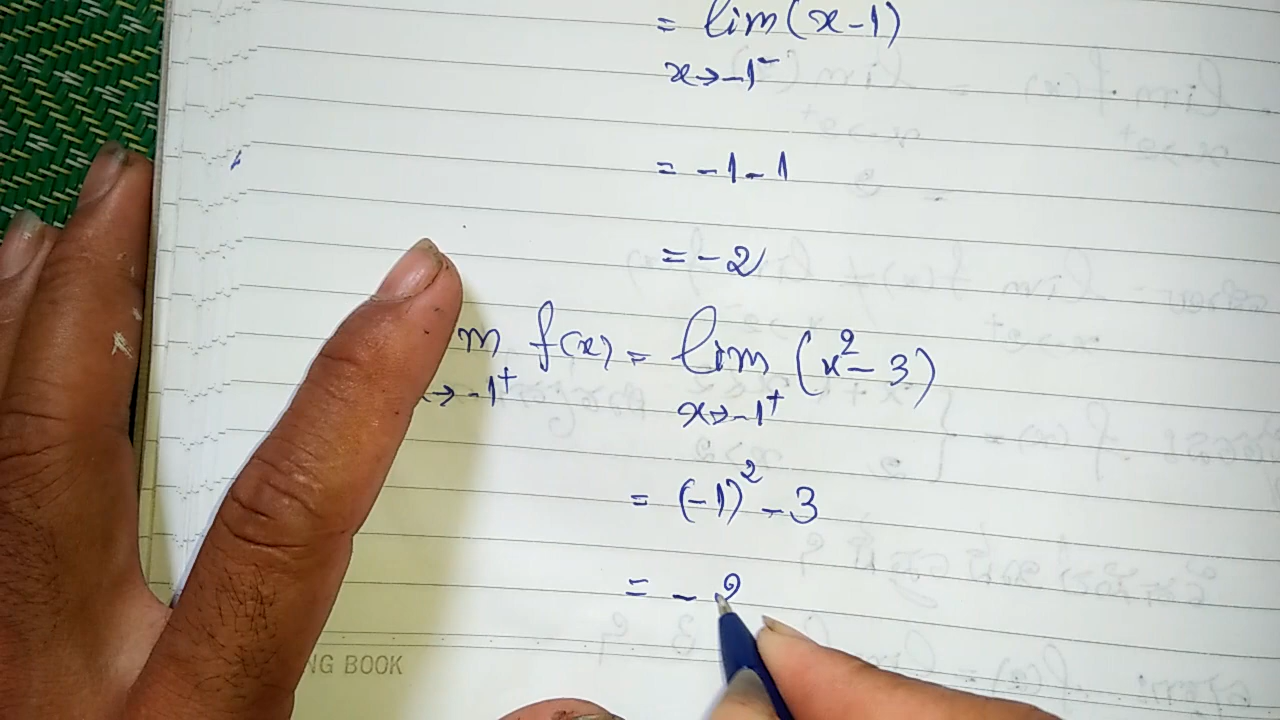 = lim (x-1)
x→-1⁻
= -1-1
= -2
m f(x) = lim (x²-3)
x→-1⁺ x→-1⁺
= (-1)² - 3
= - 2
NG BOOK